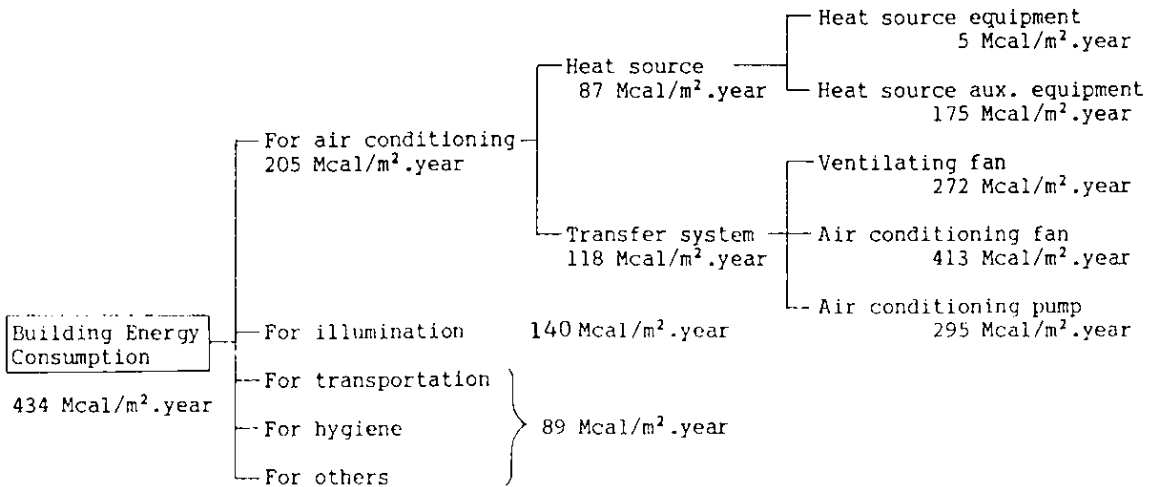 Building Energy
Consumption
434 Mcal/m².year
For air conditioning
205 Mcal/m².year
Heat source
87 Mcal/m².year
Heat source equipment
5 Mcal/m².year
Heat source aux. equipment
175 Mcal/m².year
Transfer system
118 Mcal/m².year
Ventilating fan
272 Mcal/m².year
Air conditioning fan
413 Mcal/m².year
Air conditioning pump
295 Mcal/m².year
For illumination 140 Mcal/m².year
For transportation
For hygiene
For others
89 Mcal/m².year